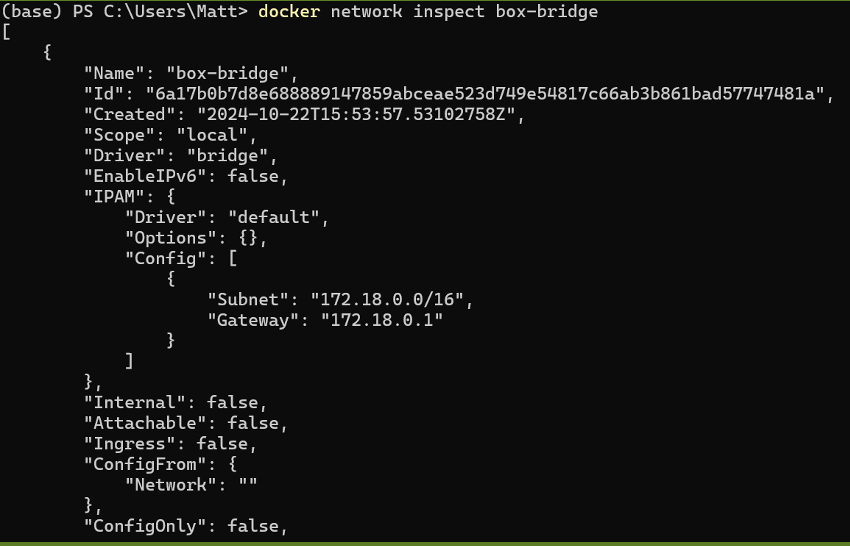 (base) PS C:\Users\Matt> docker network inspect box-bridge
[
    {
        "Name": "box-bridge",
        "Id": "6a17b0b7d8e688889147859abceae523d749e54817c66ab3b861bad57747481a",
        "Created": "2024-10-22T15:53:57.53102758Z",
        "Scope": "local",
        "Driver": "bridge",
        "EnableIPv6": false,
        "IPAM": {
            "Driver": "default",
            "Options": {},
            "Config": [
                {
                    "Subnet": "172.18.0.0/16",
                    "Gateway": "172.18.0.1"
                }
            ]
        },
        "Internal": false,
        "Attachable": false,
        "Ingress": false,
        "ConfigFrom": {
            "Network": ""
        },
        "ConfigOnly": false,